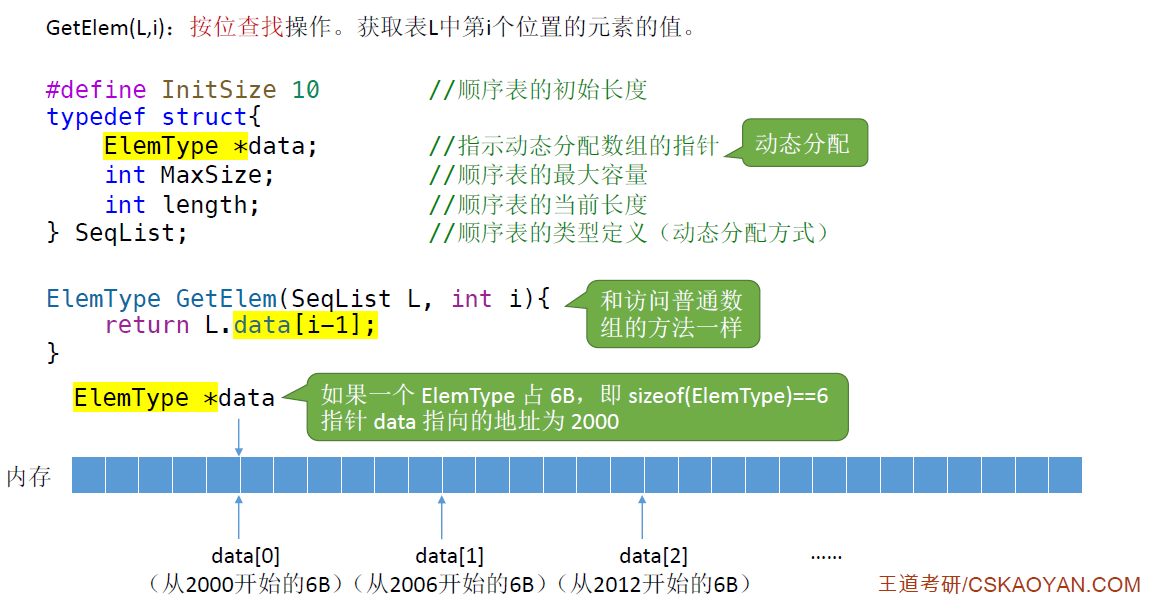 GetElem(L,i)：按位查找操作。获取表L中第i个位置的元素的值。
#define InitSize 10 //顺序表的初始长度
typedef struct{
ElemType *data; //指示动态分配数组的指针 动态分配
int MaxSize; //顺序表的最大容量
int length; //顺序表的当前长度
} SeqList; //顺序表的类型定义（动态分配方式）
ElemType GetElem(SeqList L, int i){
return L.data[i-1];
}
和访问普通数
组的方法一样
ElemType *data
如果一个 ElemType 占 6B，即 sizeof(ElemType)==6
指针 data 指向的地址为 2000
内存
data[0] data[1] data[2] ……
（从2000开始的6B）（从2006开始的6B）（从2012开始的6B）
王道考研/CSKAOYAN.COM